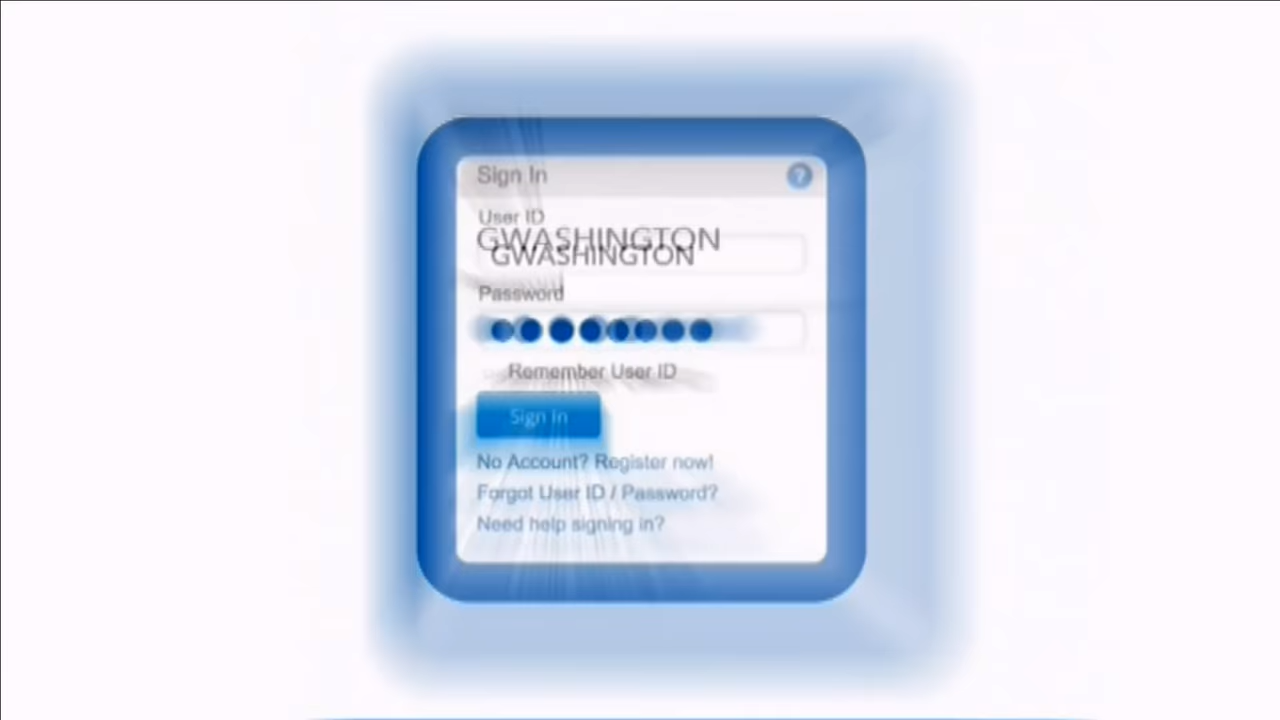 Sign In ?
User ID
GWASHINGTON
GWASHINGTON
Password
Remember User ID
Sign In
No Account? Register now!
Forgot User ID / Password?
Need help signing in?